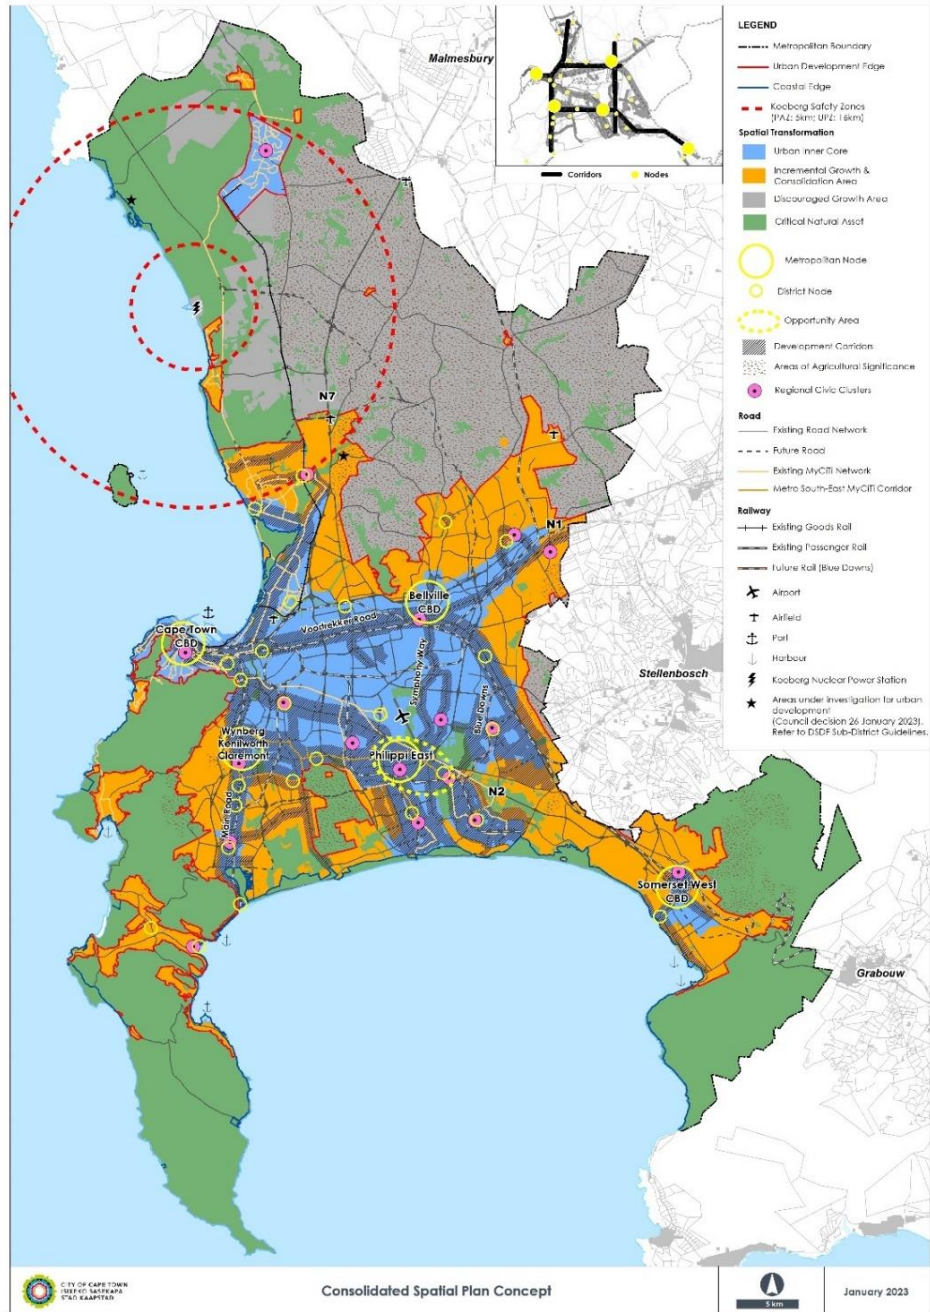 Malmesbury
Corridors
Nodes
LEGEND
Metropolitan Boundary
Urban Development Edge
Coastal Edge
Koeberg Safety Zones
(PAZ: 5km; UPZ: 16km)
Spatial Transformation
Urban Inner Core
Incremental Growth &
Consolidation Area
Discouraged Growth Area
Critical Natural Asset
Metropolitan Node
District Node
Opportunity Area
Development Corridors
Areas of Agricultural Significance
Regional Civic Clusters
Road
Existing Road Network
Future Road
Existing MyCiTi Network
Metro South-East MyCiTi Corridor
Railway
Existing Goods Rail
Existing Passenger Rail
Future Rail (Blue Downs)
Airport
Airfield
Port
Harbour
Koeberg Nuclear Power Station
Areas under investigation for urban
development
(Council decision 26 January 2023).
Refer to DSDF Sub-District Guidelines.
N7
N1
Bellville
CBD
Voortrekker Road
Cape Town
CBD
Symphony Way
Blue Downs
Stellenbosch
Wynberg
Kenilworth
Claremont
Philippi East
N2
Main Road
Somerset West
CBD
Grabouw
CITY OF CAPE TOWN
ISIXEKO SASEKAPA
STAD KAAPSTAD
Consolidated Spatial Plan Concept
5 km
January 2023